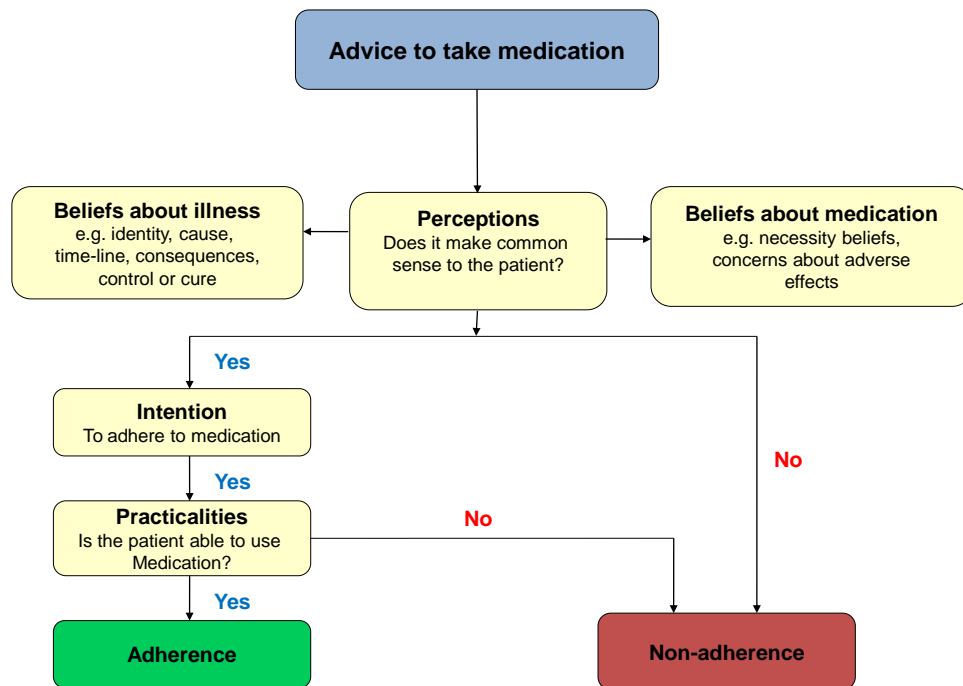 Advice to take medication
Beliefs about illness
e.g. identity, cause,
time-line, consequences,
control or cure
Perceptions
Does it make common
sense to the patient?
Beliefs about medication
e.g. necessity beliefs,
concerns about adverse
effects
Yes
Intention
To adhere to medication
No
Yes
Practicalities
Is the patient able to use
Medication?
No
Yes
Adherence
Non-adherence